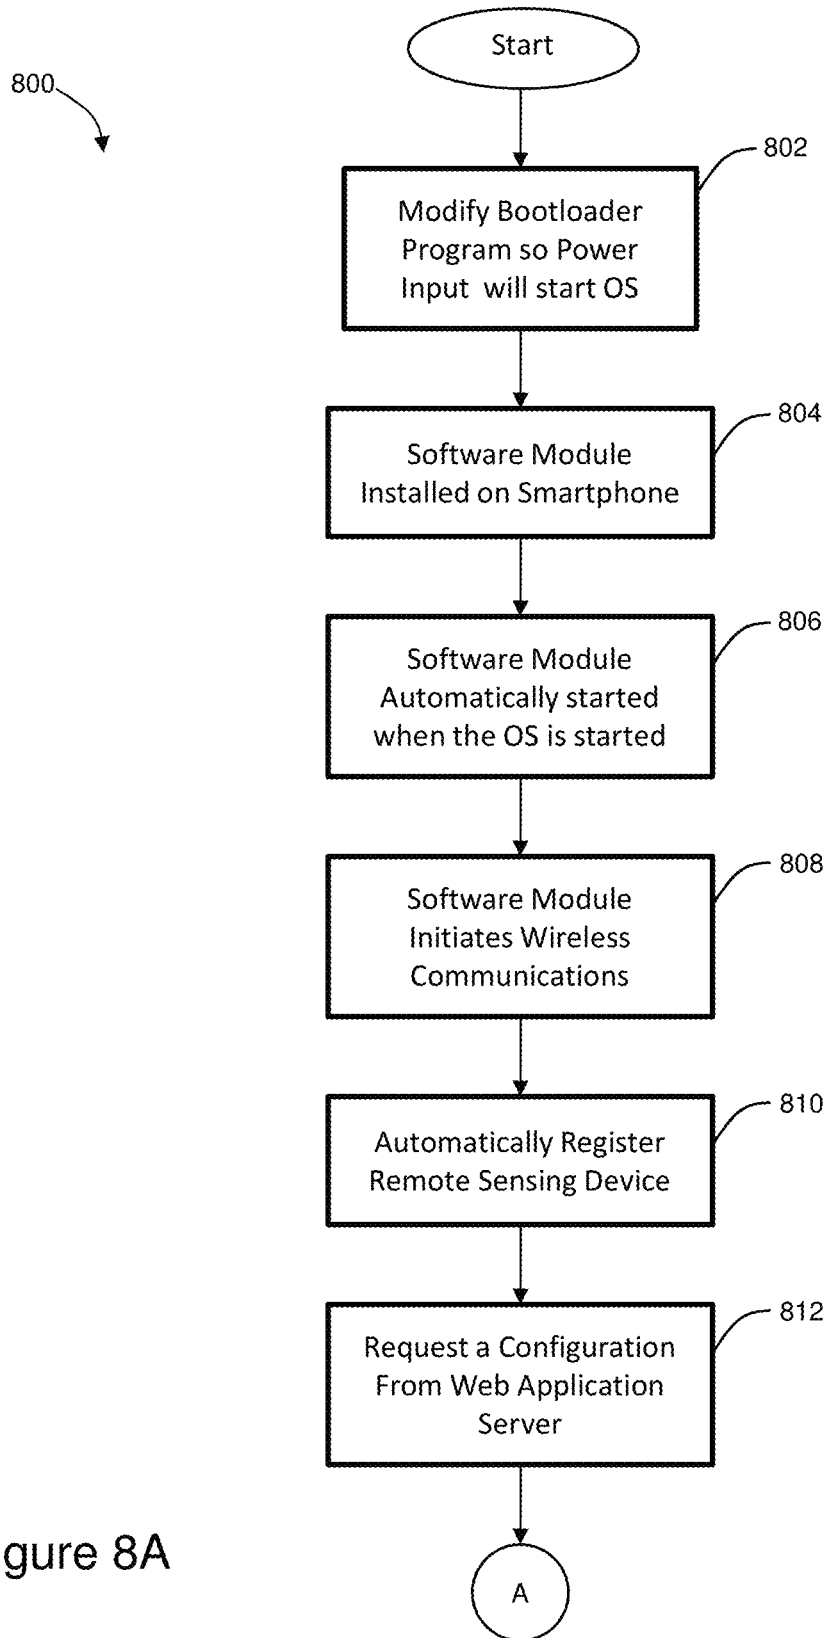 Start
800
802
Modify Bootloader
Program so Power
Input will start OS
804
Software Module
Installed on Smartphone
806
Software Module
Automatically started
when the OS is started
808
Software Module
Initiates Wireless
Communications
810
Automatically Register
Remote Sensing Device
812
Request a Configuration
From Web Application
Server
gure 8A
A